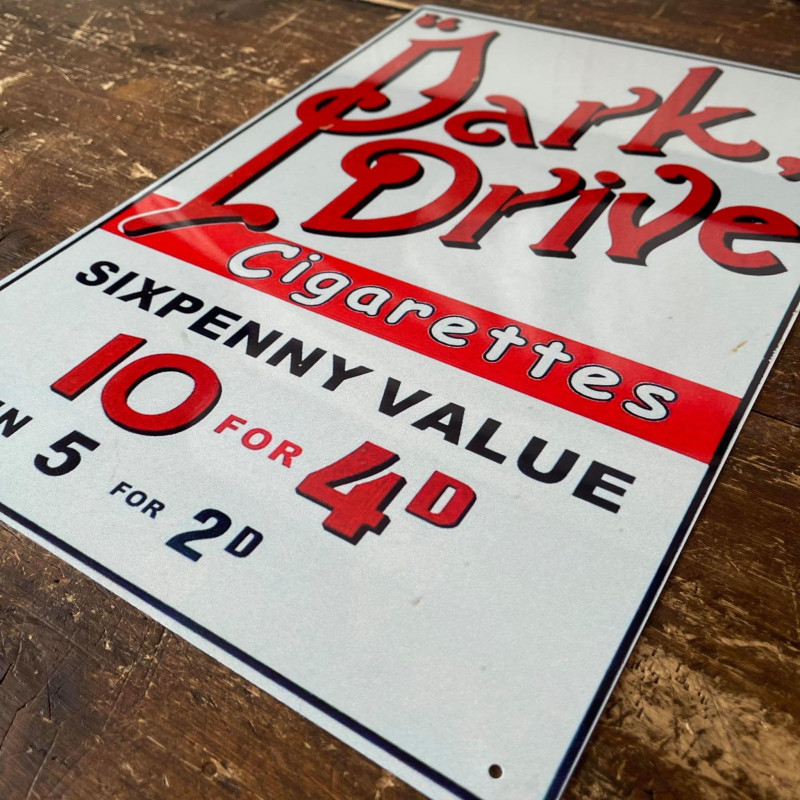 “Park,
Drive
Cigarettes
SIXPENNY VALUE
10 FOR 4D
5 FOR 2D